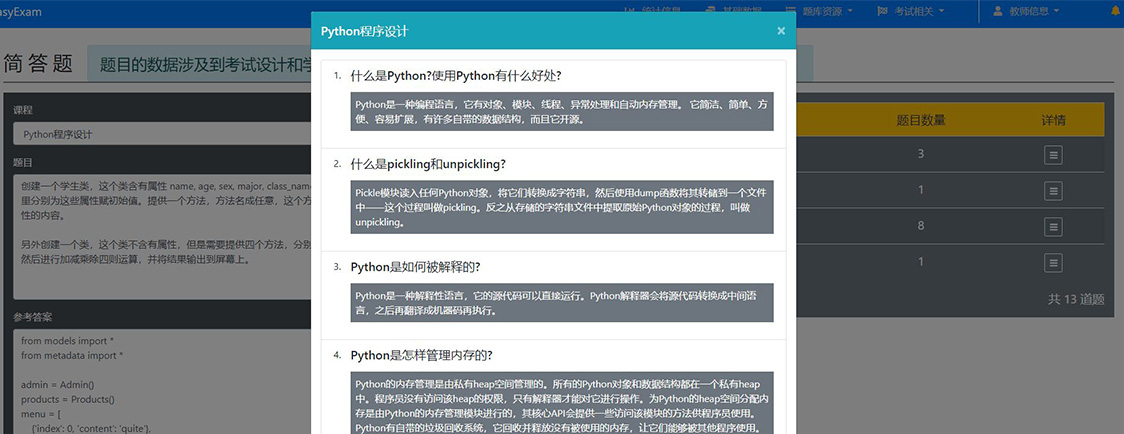 asyExam
统计信息
基础数据
题库资源
考试相关
教师信息
Python程序设计
×
简答题
题目的数据涉及到考试设计和学
课程
Python程序设计
题目
创建一个学生类，这个类含有属性 name, age, sex, major, class_name
里分别为这些属性赋初始值。提供一个方法，方法名成任意，这个方
性的内容。
另外创建一个类，这个类不含有属性，但是需要提供四个方法，分别
然后进行加减乘除四则运算，并将结果输出到屏幕上。
参考答案
from models import *
from metadata import *
admin = Admin()
products = Products()
menu = [
{'index': 0, 'content': 'quite'},
1. 什么是Python?使用Python有什么好处?
Python是一种编程语言，它有对象、模块、线程、异常处理和自动内存管理。 它简洁、简单、方
便、容易扩展，有许多自带的数据结构，而且它开源。
2. 什么是pickling和unpickling?
Pickle模块读入任何Python对象，将它们转换成字符串，然后使用dump函数将其转储到一个文件
中——这个过程叫做pickling。反之从存储的字符串文件中提取原始Python对象的过程，叫做
unpickling。
3. Python是如何被解释的?
Python是一种解释性语言，它的源代码可以直接运行。Python解释器会将源代码转换成中间语
言，之后再翻译成机器码再执行。
4. Python是怎样管理内存的?
Python的内存管理是由私有heap空间管理的。所有的Python对象和数据结构都在一个私有heap
中。程序员没有访问该heap的权限，只有解释器才能对它进行操作。为Python的heap空间分配内
存是由Python的内存管理模块进行的，其核心API会提供一些访问该模块的方法供程序员使用。
Python有自带的垃圾回收系统，它回收并释放没有被使用的内存，让它们能够被其他程序使用。
题目数量
详情
3
1
8
1
共 13 道题